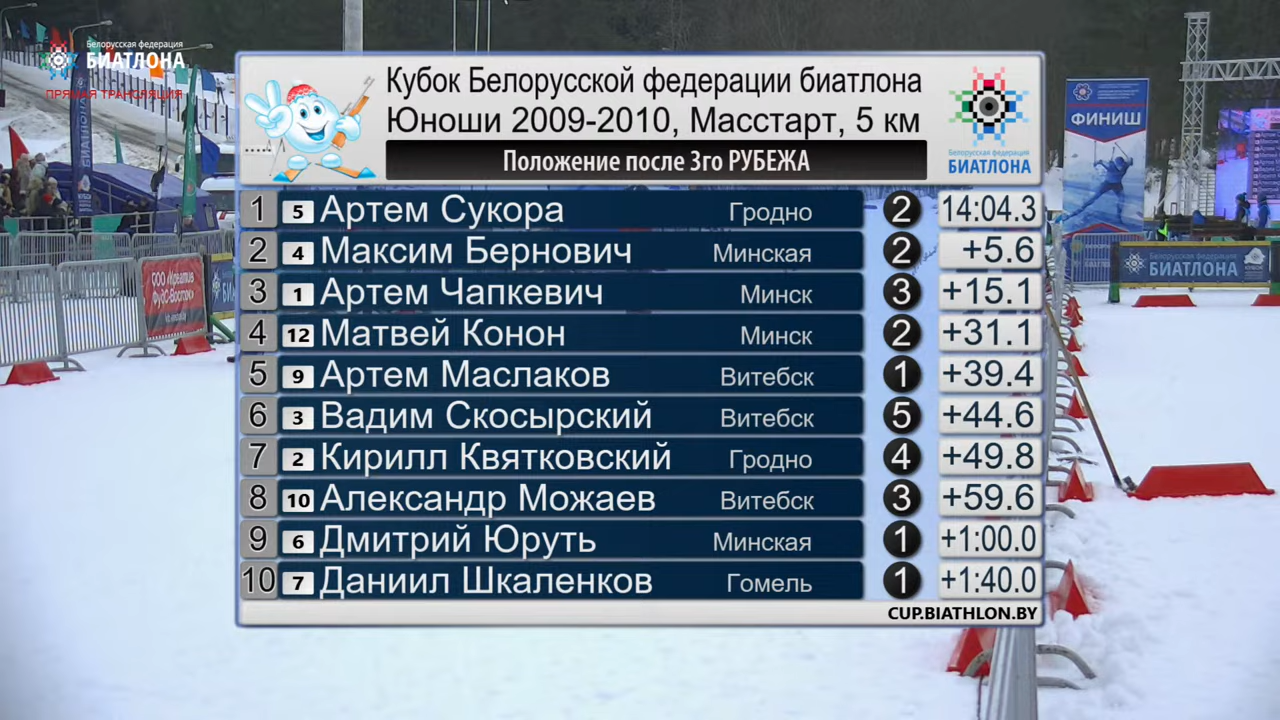 Белорусская федерация
БИАТЛОНА
ПРЯМАЯ ТРАНСЛЯЦИЯ
Кубок Белорусской федерации биатлона
Юноши 2009-2010, Масстарт, 5 км
Положение после 3го РУБЕЖА
Белорусская федерация
БИАТЛОНА
1 5 Артем Сукора Гродно 2 14:04.3
2 4 Максим Бернович Минская 2 +5.6
3 1 Артем Чапкевич Минск 3 +15.1
4 12 Матвей Конон Минск 2 +31.1
5 9 Артем Маслаков Витебск 1 +39.4
6 3 Вадим Скосырский Витебск 5 +44.6
7 2 Кирилл Квятковский Гродно 4 +49.8
8 10 Александр Можаев Витебск 3 +59.6
9 6 Дмитрий Юруть Минская 1 +1:00.0
10 7 Даниил Шкаленков Гомель 1 +1:40.0
CUP.BIATHLON.BY
ФИНИШ
Белорусская федерация
БИАТЛОНА
ООО «Креатив